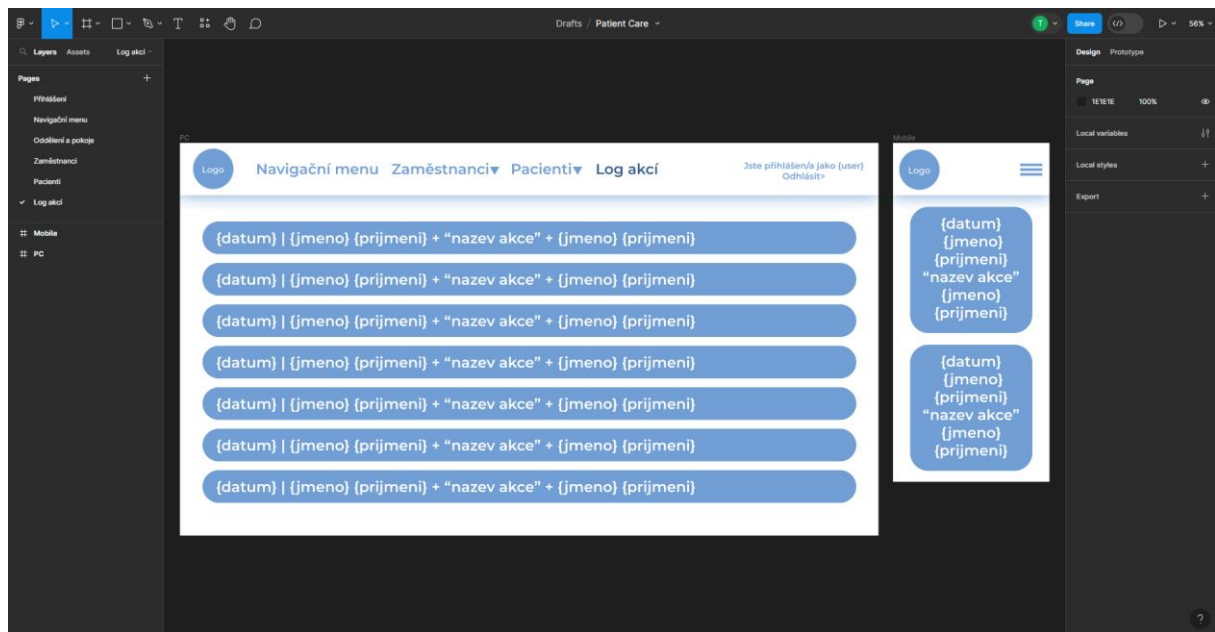 Drafts / Patient Care
T
Share
56%
Layers Assets Log akcí
Pages
Přihlášení
Navigační menu
Oddělení a pokoje
Zaměstnanci
Pacienti
Log akcí
Mobile
PC
PC
Logo
Navigační menu Zaměstnanci▾ Pacienti▾ Log akcí
Jste přihlášen/a jako {user}
Odhlásit>
{datum} | {jmeno} {prijmeni} + “nazev akce” + {jmeno} {prijmeni}
{datum} | {jmeno} {prijmeni} + “nazev akce” + {jmeno} {prijmeni}
{datum} | {jmeno} {prijmeni} + “nazev akce” + {jmeno} {prijmeni}
{datum} | {jmeno} {prijmeni} + “nazev akce” + {jmeno} {prijmeni}
{datum} | {jmeno} {prijmeni} + “nazev akce” + {jmeno} {prijmeni}
{datum} | {jmeno} {prijmeni} + “nazev akce” + {jmeno} {prijmeni}
{datum} | {jmeno} {prijmeni} + “nazev akce” + {jmeno} {prijmeni}
Mobile
Logo
{datum}
{jmeno}
{prijmeni}
“nazev akce”
{jmeno}
{prijmeni}
{datum}
{jmeno}
{prijmeni}
“nazev akce”
{jmeno}
{prijmeni}
Design Prototype
Page
1E1E1E 100%
Local variables
Local styles
Export
?